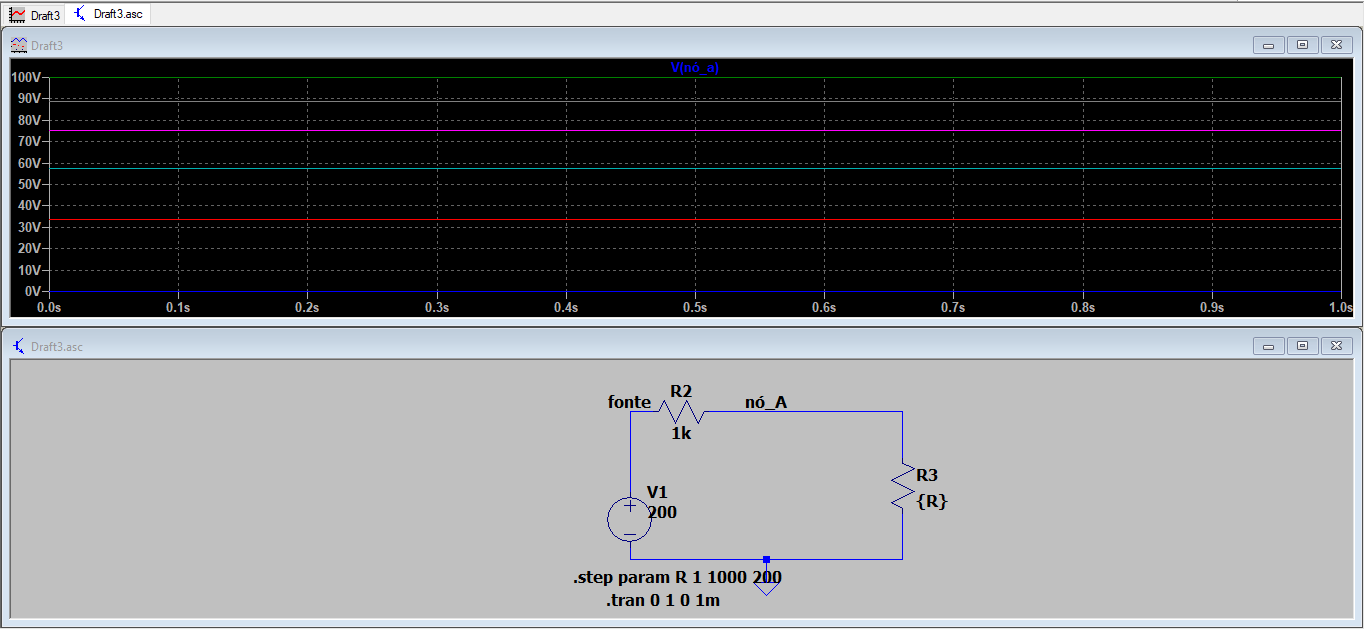 Draft3 Draft3.asc
Draft3
V(nó_a)
100V
90V
80V
70V
60V
50V
40V
30V
20V
10V
0V
0.0s 0.1s 0.2s 0.3s 0.4s 0.5s 0.6s 0.7s 0.8s 0.9s 1.0s
Draft3.asc
R2
fonte nó_A
1k
R3
{R}
V1
200
.step param R 1 1000 200
.tran 0 1 0 1m